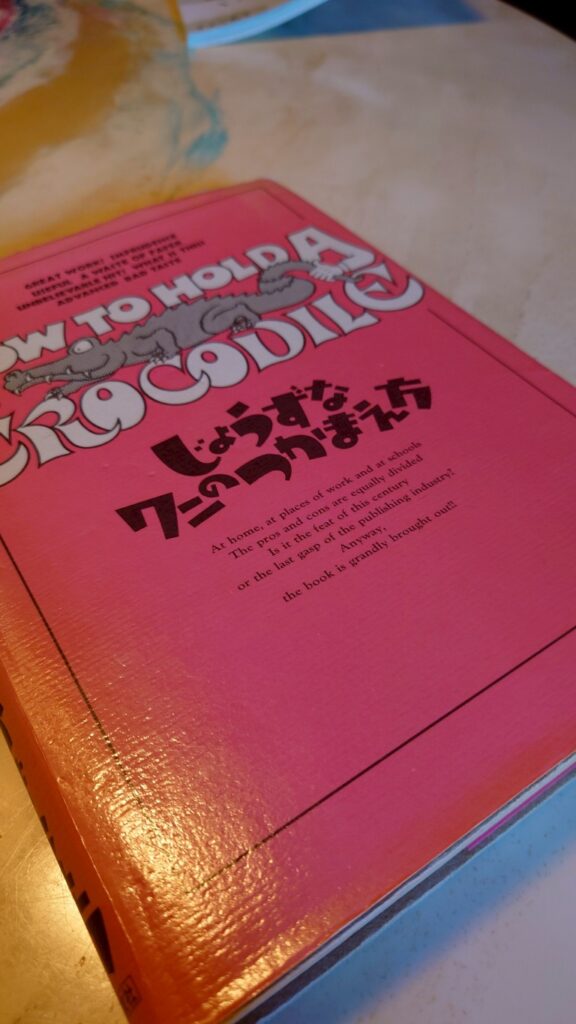 GREAT WORK! IMPRUDENCE
USEFUL A WASTE OF PAPER
UNBELIEVABLE HIT! WHAT IS THIS!
ADVANCED BAD TASTE
OW TO HOLD A
CROCODILE
じょうずな
ワニのつかまえ方
At home, at places of work and at schools
The pros and cons are equally divided
Is it the feat of this century
or the last gasp of the publishing industry?
Anyway,
the book is grandly brought out!!